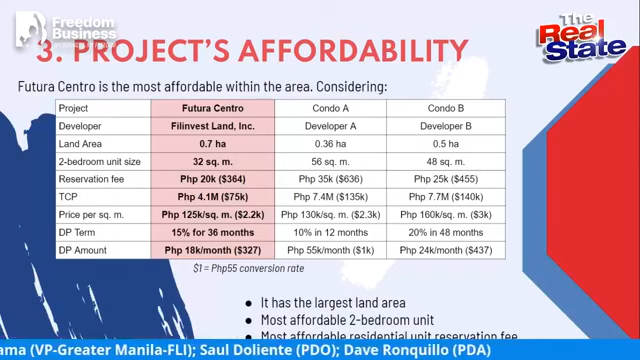 Freedom
Business
The Real State
3. PROJECT'S AFFORDABILITY
Futura Centro is the most affordable within the area. Considering:
Project Futura Centro Condo A Condo B
Developer Filinvest Land, Inc. Developer A Developer B
Land Area 0.7 ha 0.36 ha 0.5 ha
2-bedroom unit size 32 sq. m. 56 sq. m. 48 sq. m.
Reservation fee Php 20k ($364) Php 35k ($636) Php 25k ($455)
TCP Php 4.1M ($75k) Php 7.4M ($135k) Php 7.7M ($140k)
Price per sq. m. Php 125k/sq. m. ($2.2k) Php 130k/sq. m. ($2.3k) Php 160k/sq. m. ($3k)
DP Term 15% for 36 months 10% in 12 months 20% in 48 months
DP Amount Php 18k/month ($327) Php 55k/month ($1k) Php 24k/month ($437)
$1 = Php55 conversion rate
● It has the largest land area
● Most affordable 2-bedroom unit
● Most affordable residential unit reservation fee
ama (VP-Greater Manila-FLI); Saul Doliente (PDO); Dave Ronquillo (PDA)